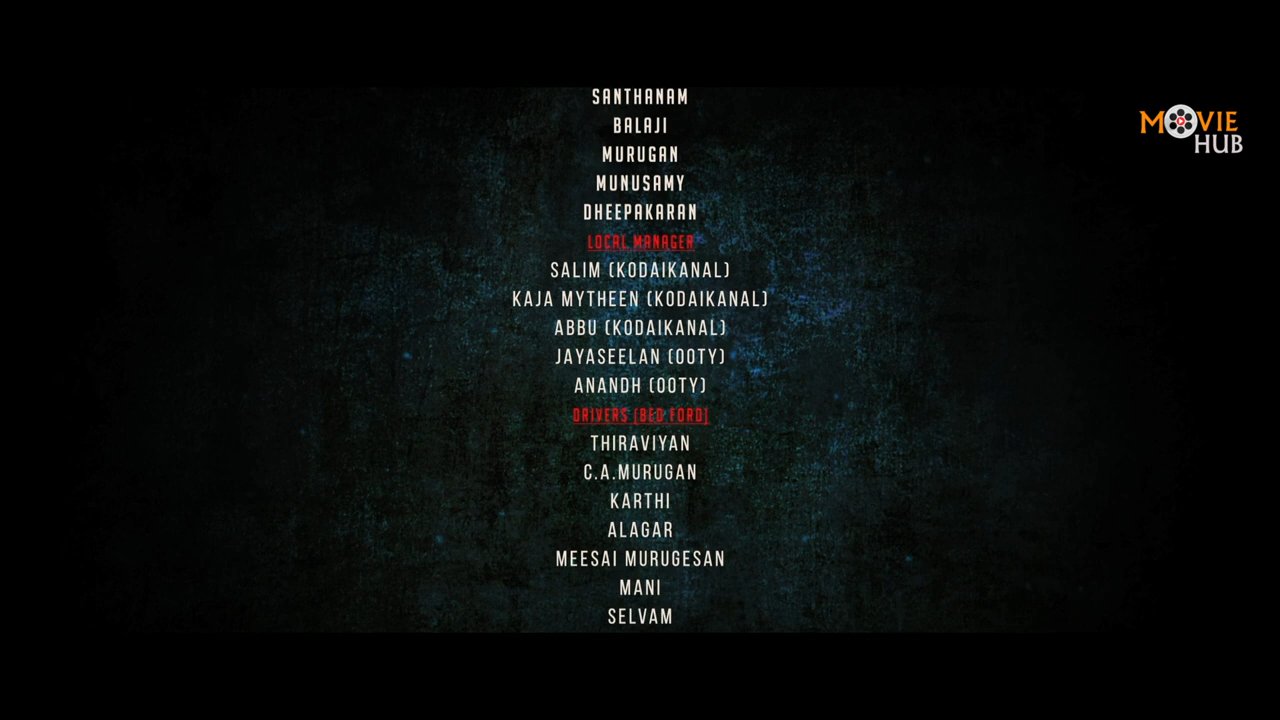 SANTHANAM
BALAJI
MURUGAN
MUNUSAMY
DHEEPAKARAN
LOCAL MANAGER
SALIM (KODAIKANAL)
KAJA MYTHEEN (KODAIKANAL)
ABBU (KODAIKANAL)
JAYASEELAN (OOTY)
ANANDH (OOTY)
DRIVERS (BED FORD)
THIRAVIYAN
C.A.MURUGAN
KARTHI
ALAGAR
MEESAI MURUGESAN
MANI
SELVAM
MOVIE
HUB